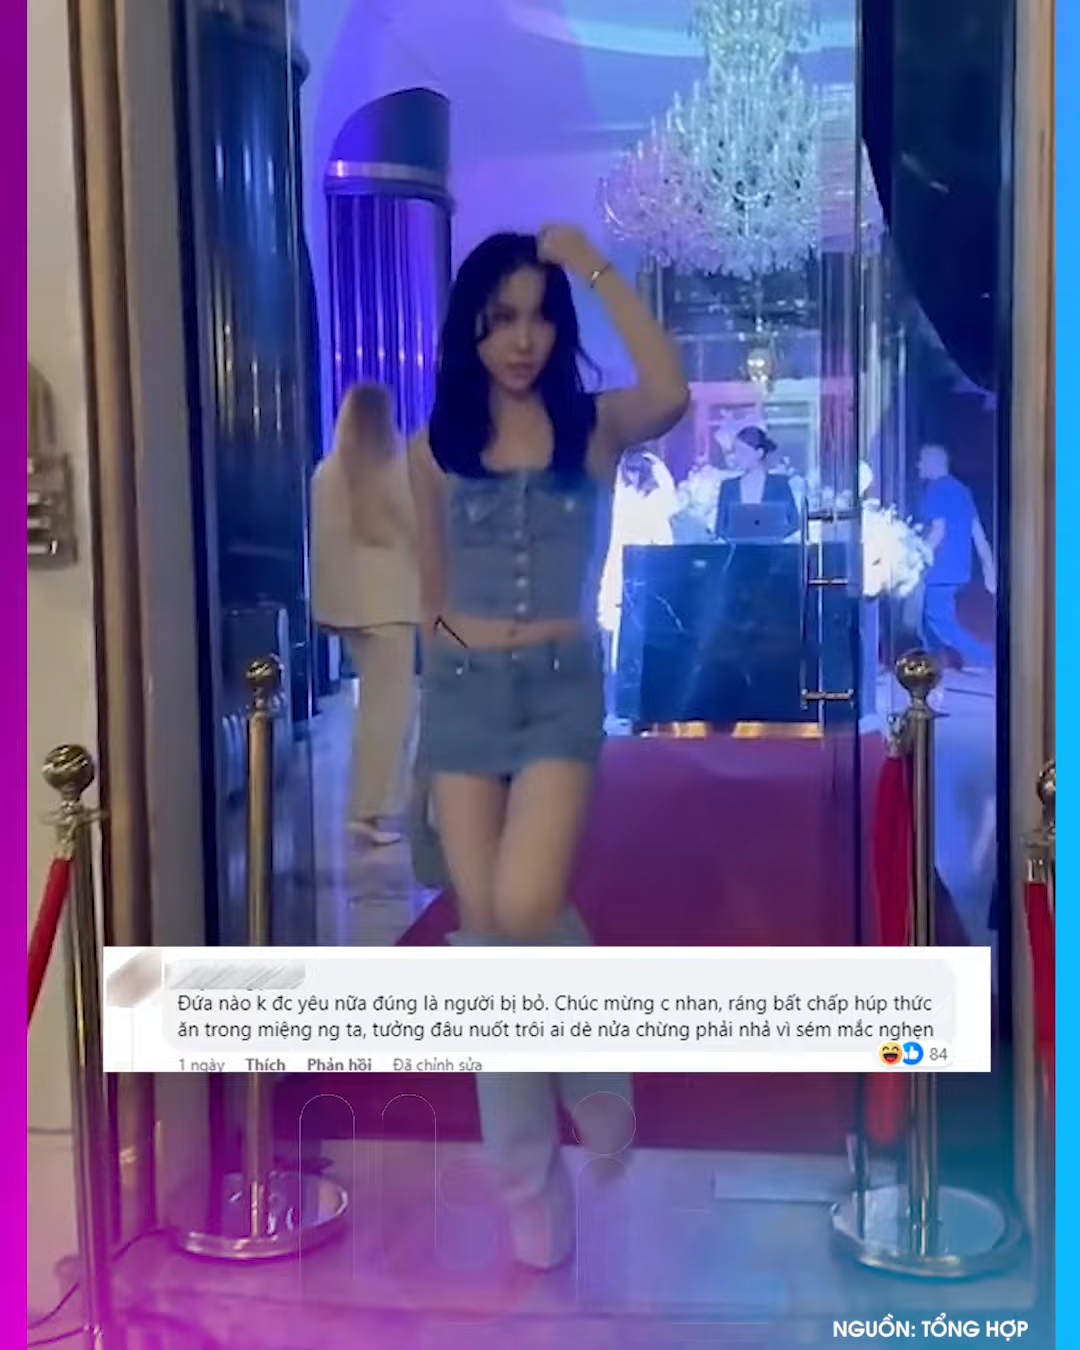 Đứa nào k đc yêu nữa đúng là người bị bỏ. Chúc mừng c nhan, ráng bất chấp húp thức
ăn trong miệng ng ta, tưởng đâu nuốt trôi ai dè nửa chừng phải nhả vì sém mắc nghẹn
84
1 ngày Thích Phản hồi Đã chỉnh sửa
NGUỒN: TỔNG HỢP